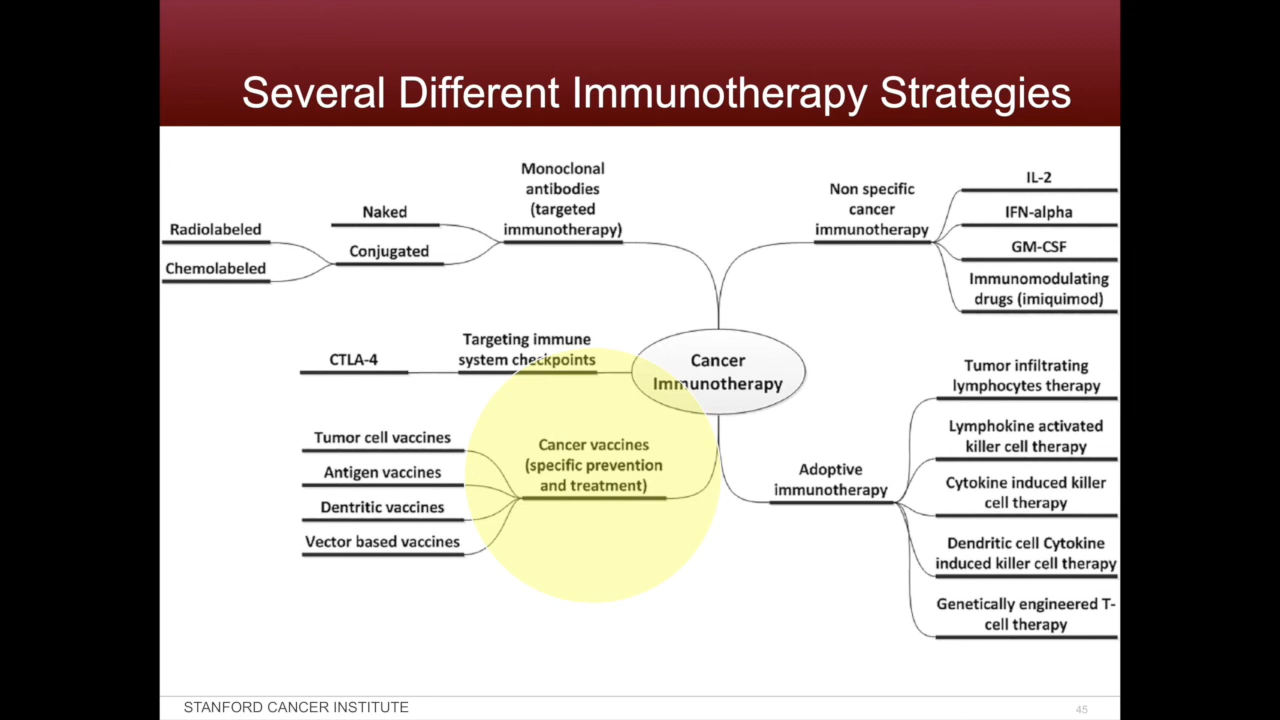 Several Different Immunotherapy Strategies
Monoclonal
antibodies
(targeted
immunotherapy)
Naked
Conjugated
Radiolabeled
Chemolabeled
Non specific
cancer
immunotherapy
IL-2
IFN-alpha
GM-CSF
Immunomodulating
drugs (imiquimod)
Targeting immune
system checkpoints
CTLA-4
Cancer
Immunotherapy
Cancer vaccines
(specific prevention
and treatment)
Tumor cell vaccines
Antigen vaccines
Dentritic vaccines
Vector based vaccines
Adoptive
immunotherapy
Tumor infiltrating
lymphocytes therapy
Lymphokine activated
killer cell therapy
Cytokine induced killer
cell therapy
Dendritic cell Cytokine
induced killer cell therapy
Genetically engineered T-
cell therapy
STANFORD CANCER INSTITUTE
45